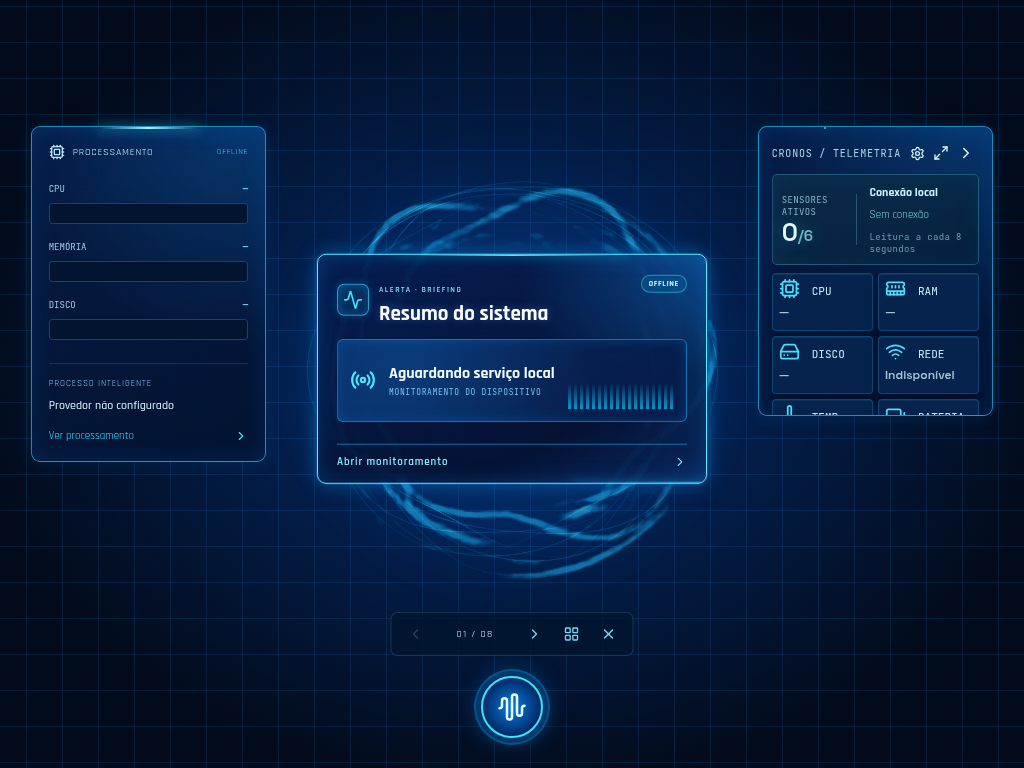 PROCESSAMENTO
OFFLINE
CPU
—
MEMÓRIA
—
DISCO
—
PROCESSO INTELIGENTE
Provedor não configurado
Ver processamento
ALERTA · BRIEFING
OFFLINE
Resumo do sistema
Aguardando serviço local
MONITORAMENTO DO DISPOSITIVO
Abrir monitoramento
CRONOS / TELEMETRIA
SENSORES
ATIVOS
0/6
Conexão local
Sem conexão
Leitura a cada 8
segundos
CPU
—
RAM
—
DISCO
—
REDE
Indisponível
TEMP
BATERIA
01 / 08